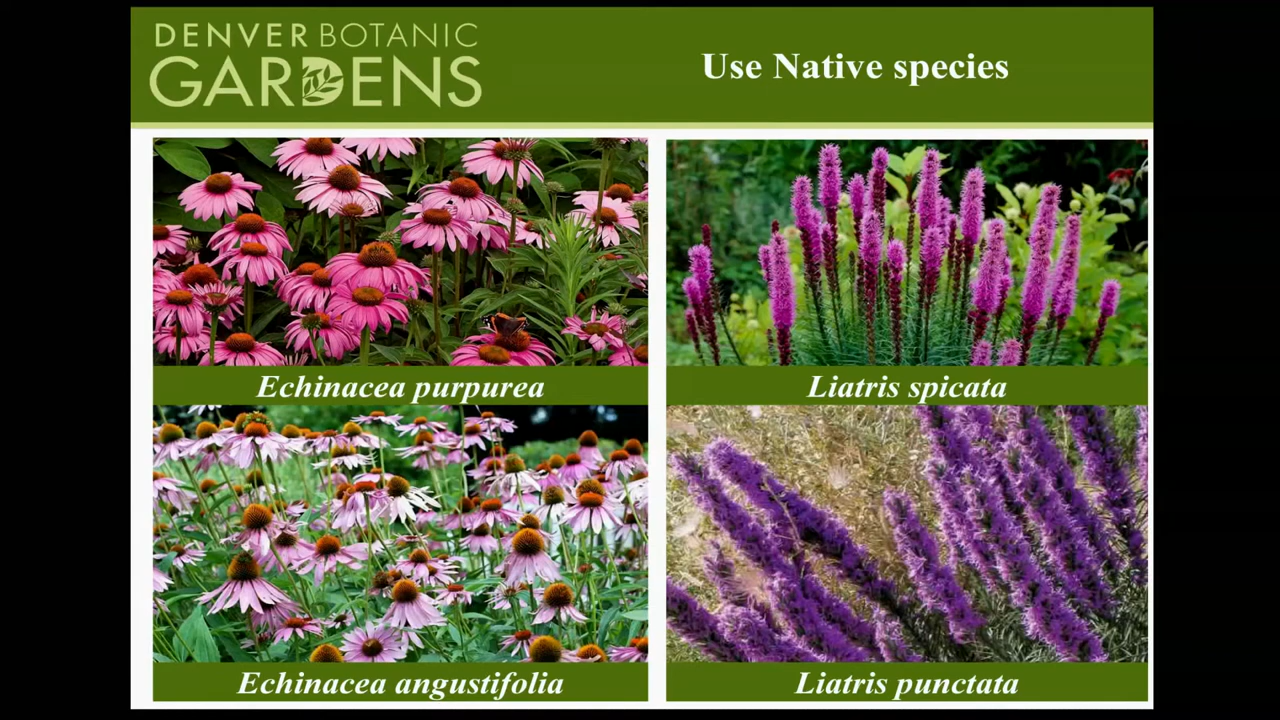 DENVER BOTANIC
GARDENS
Use Native species
Echinacea purpurea
Liatris spicata
Echinacea angustifolia
Liatris punctata